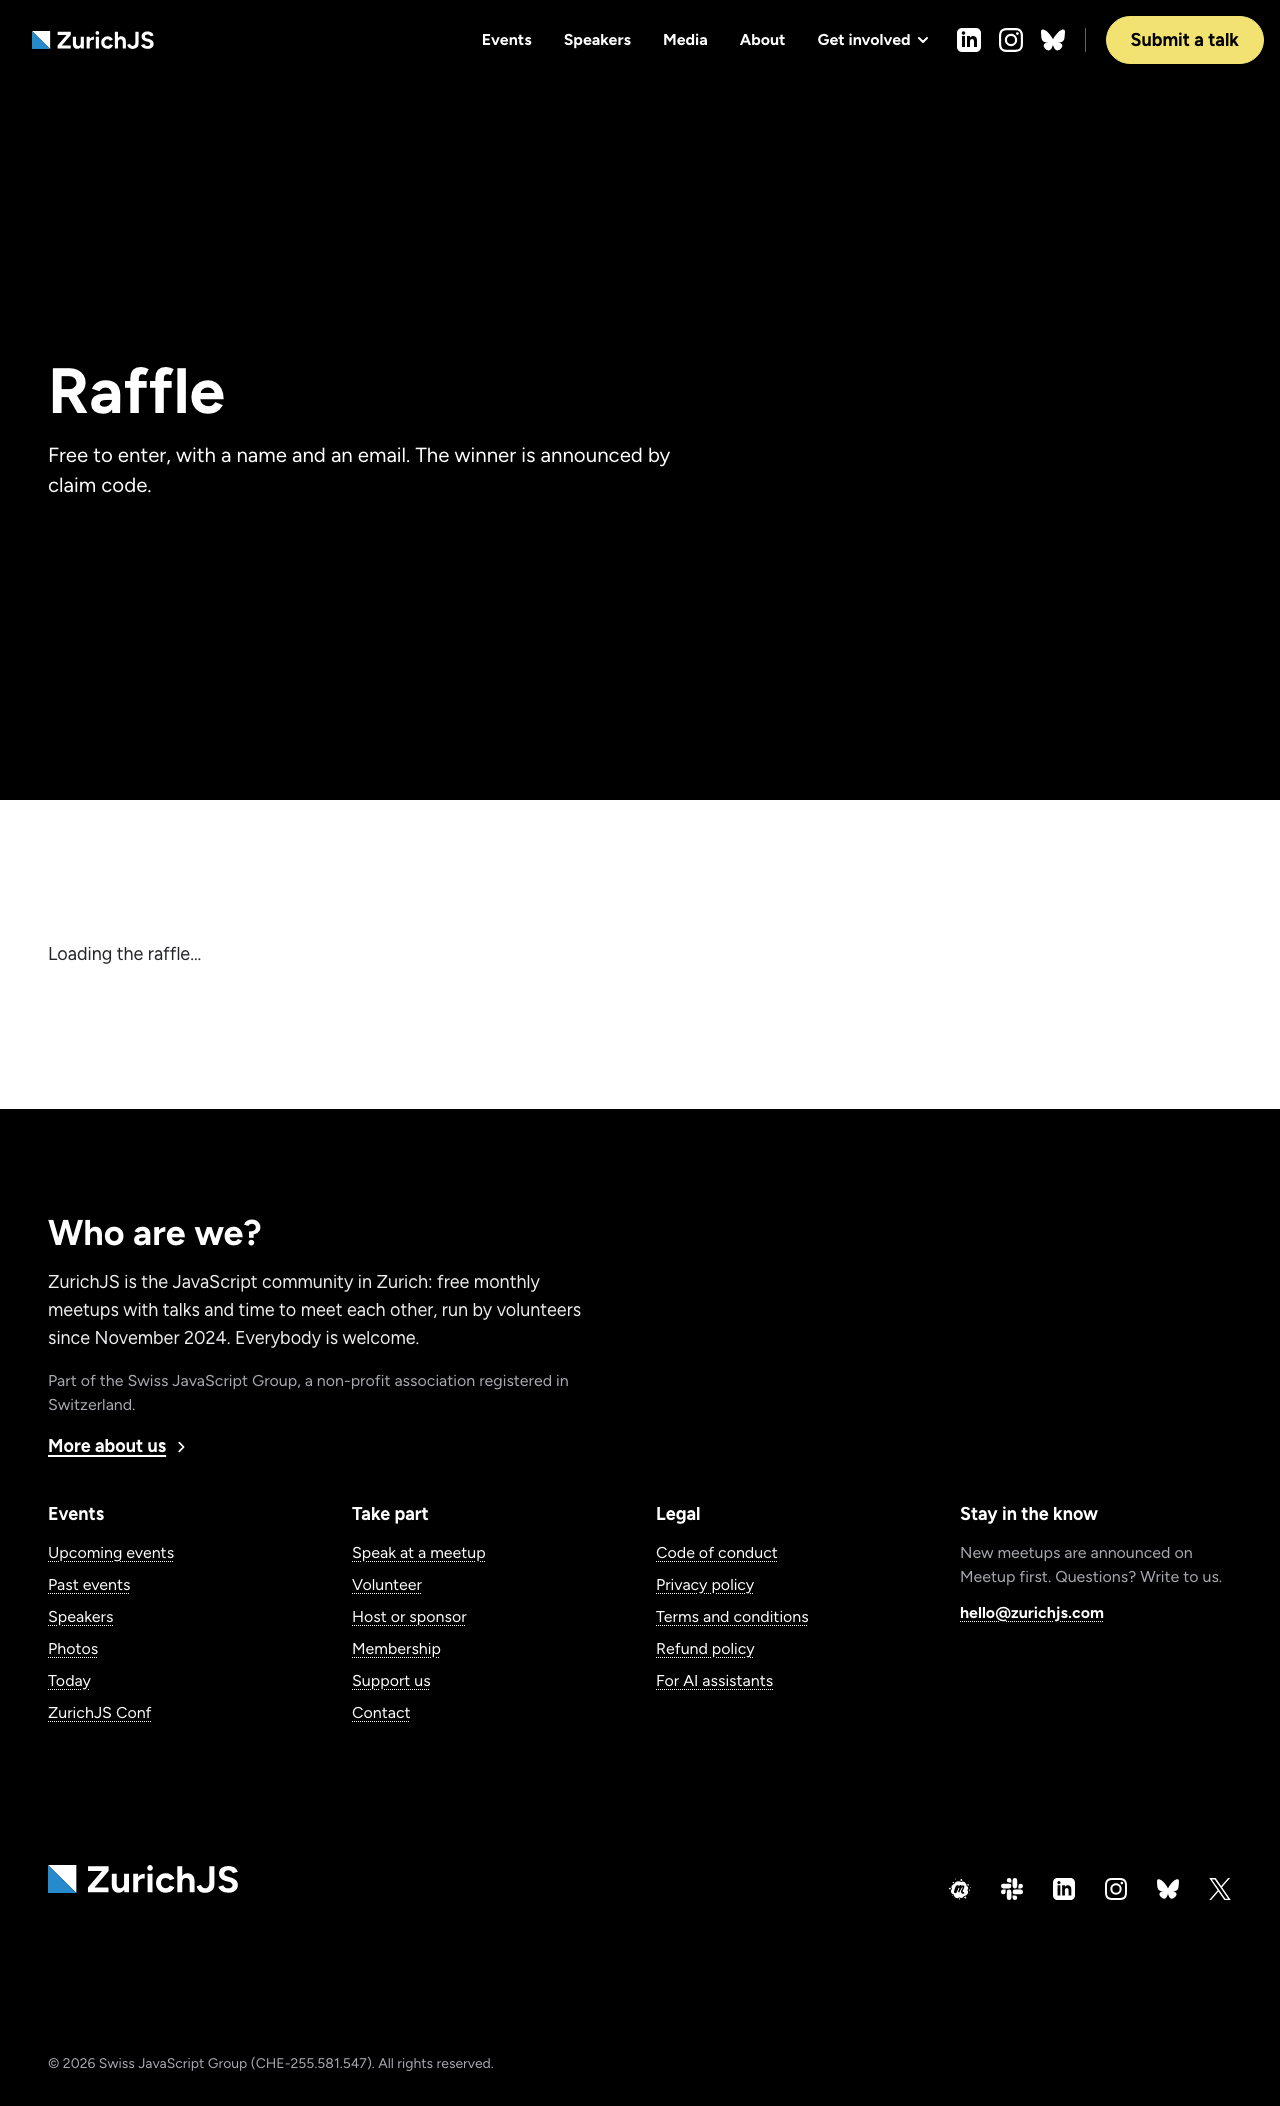 ZurichJS
Events
Speakers
Media
About
Get involved
Submit a talk
Raffle
Free to enter, with a name and an email. The winner is announced by
claim code.
Loading the raffle…
Who are we?
ZurichJS is the JavaScript community in Zurich: free monthly
meetups with talks and time to meet each other, run by volunteers
since November 2024. Everybody is welcome.
Part of the Swiss JavaScript Group, a non-profit association registered in
Switzerland.
More about us
Events
Upcoming events
Past events
Speakers
Photos
Today
ZurichJS Conf
Take part
Speak at a meetup
Volunteer
Host or sponsor
Membership
Support us
Contact
Legal
Code of conduct
Privacy policy
Terms and conditions
Refund policy
For AI assistants
Stay in the know
New meetups are announced on
Meetup first. Questions? Write to us.
hello@zurichjs.com
ZurichJS
© 2026 Swiss JavaScript Group (CHE-255.581.547). All rights reserved.